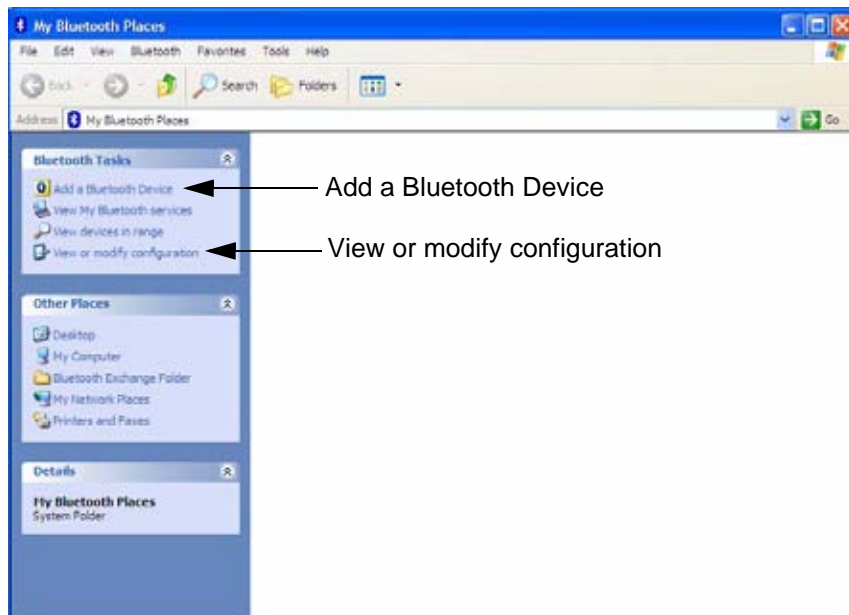 My Bluetooth Places
File Edit View Bluetooth Favorites Tools Help
Back Search Folders
Address My Bluetooth Places Go
Bluetooth Tasks
Add a Bluetooth Device
Add a Bluetooth Device
View My Bluetooth services
View devices in range
View or modify configuration
View or modify configuration
Other Places
Desktop
My Computer
Bluetooth Exchange Folder
My Network Places
Printers and Faxes
Details
My Bluetooth Places
System Folder